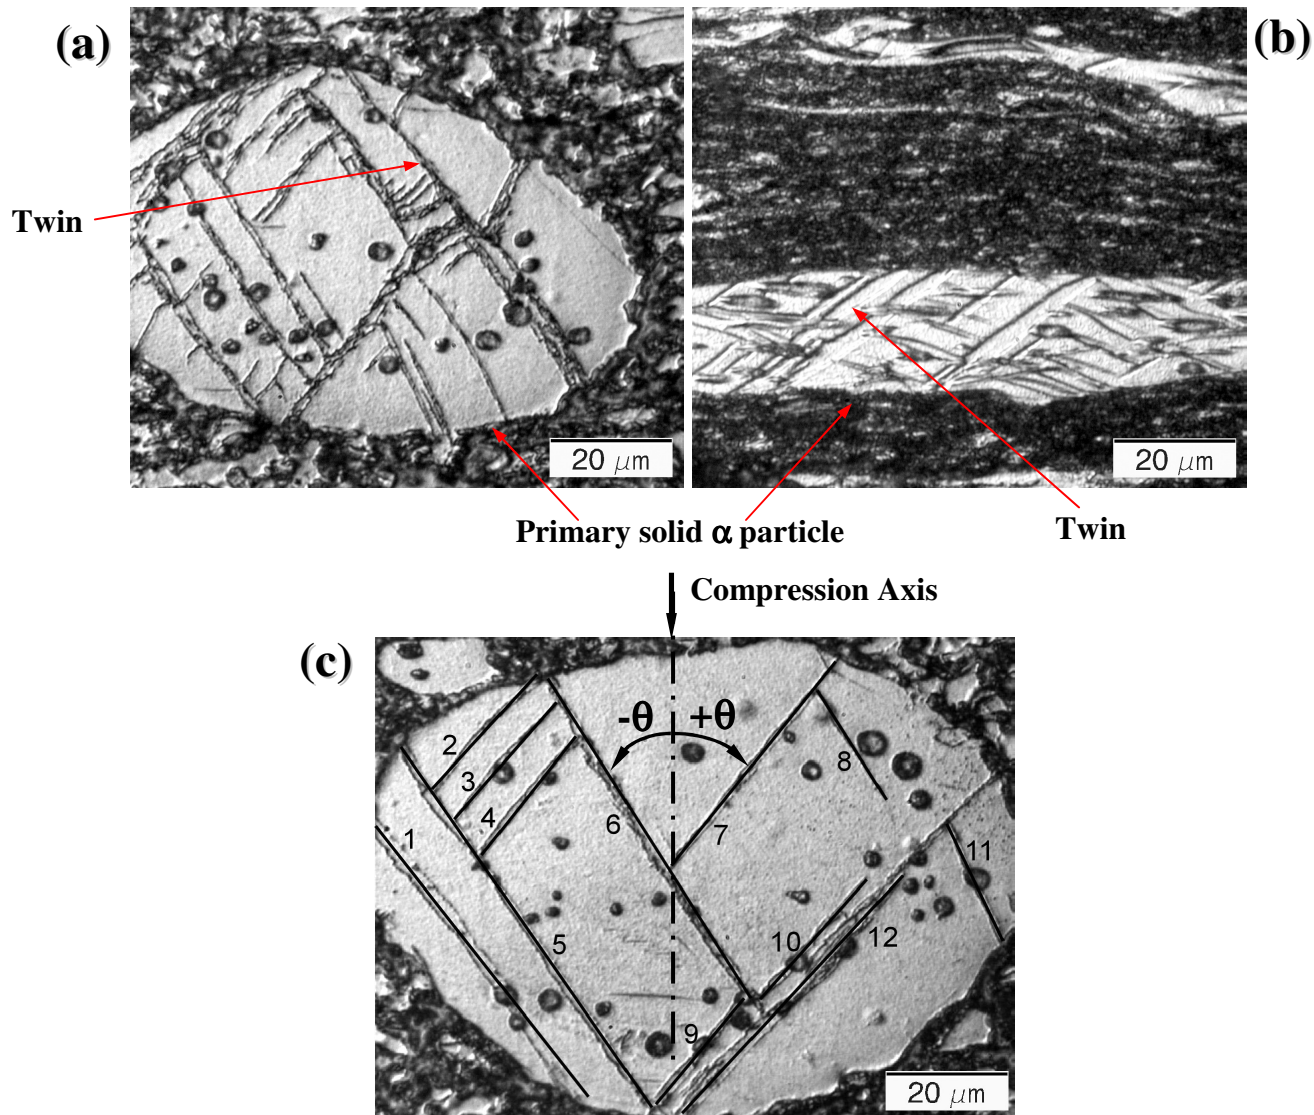 (a)
(b)
Twin
20 μm
20 μm
Primary solid α particle
Twin
Compression Axis
(c)
-θ +θ
2
3
4
1
6
7
8
11
5
10
12
9
20 μm